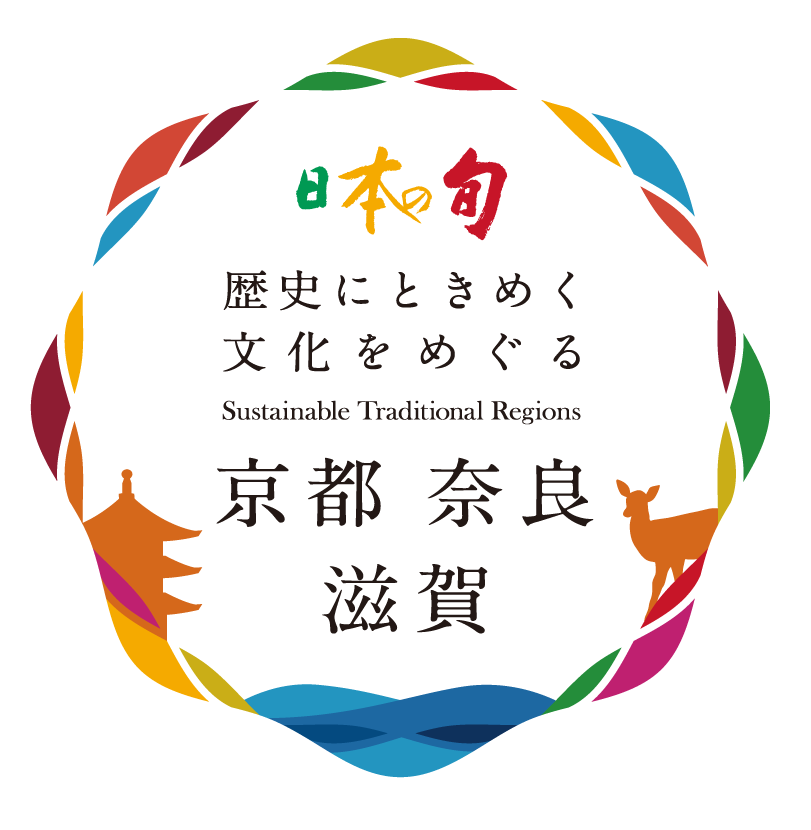 日本の旬
歴史にときめく
文化をめぐる
Sustainable Traditional Regions
京都 奈良
滋賀